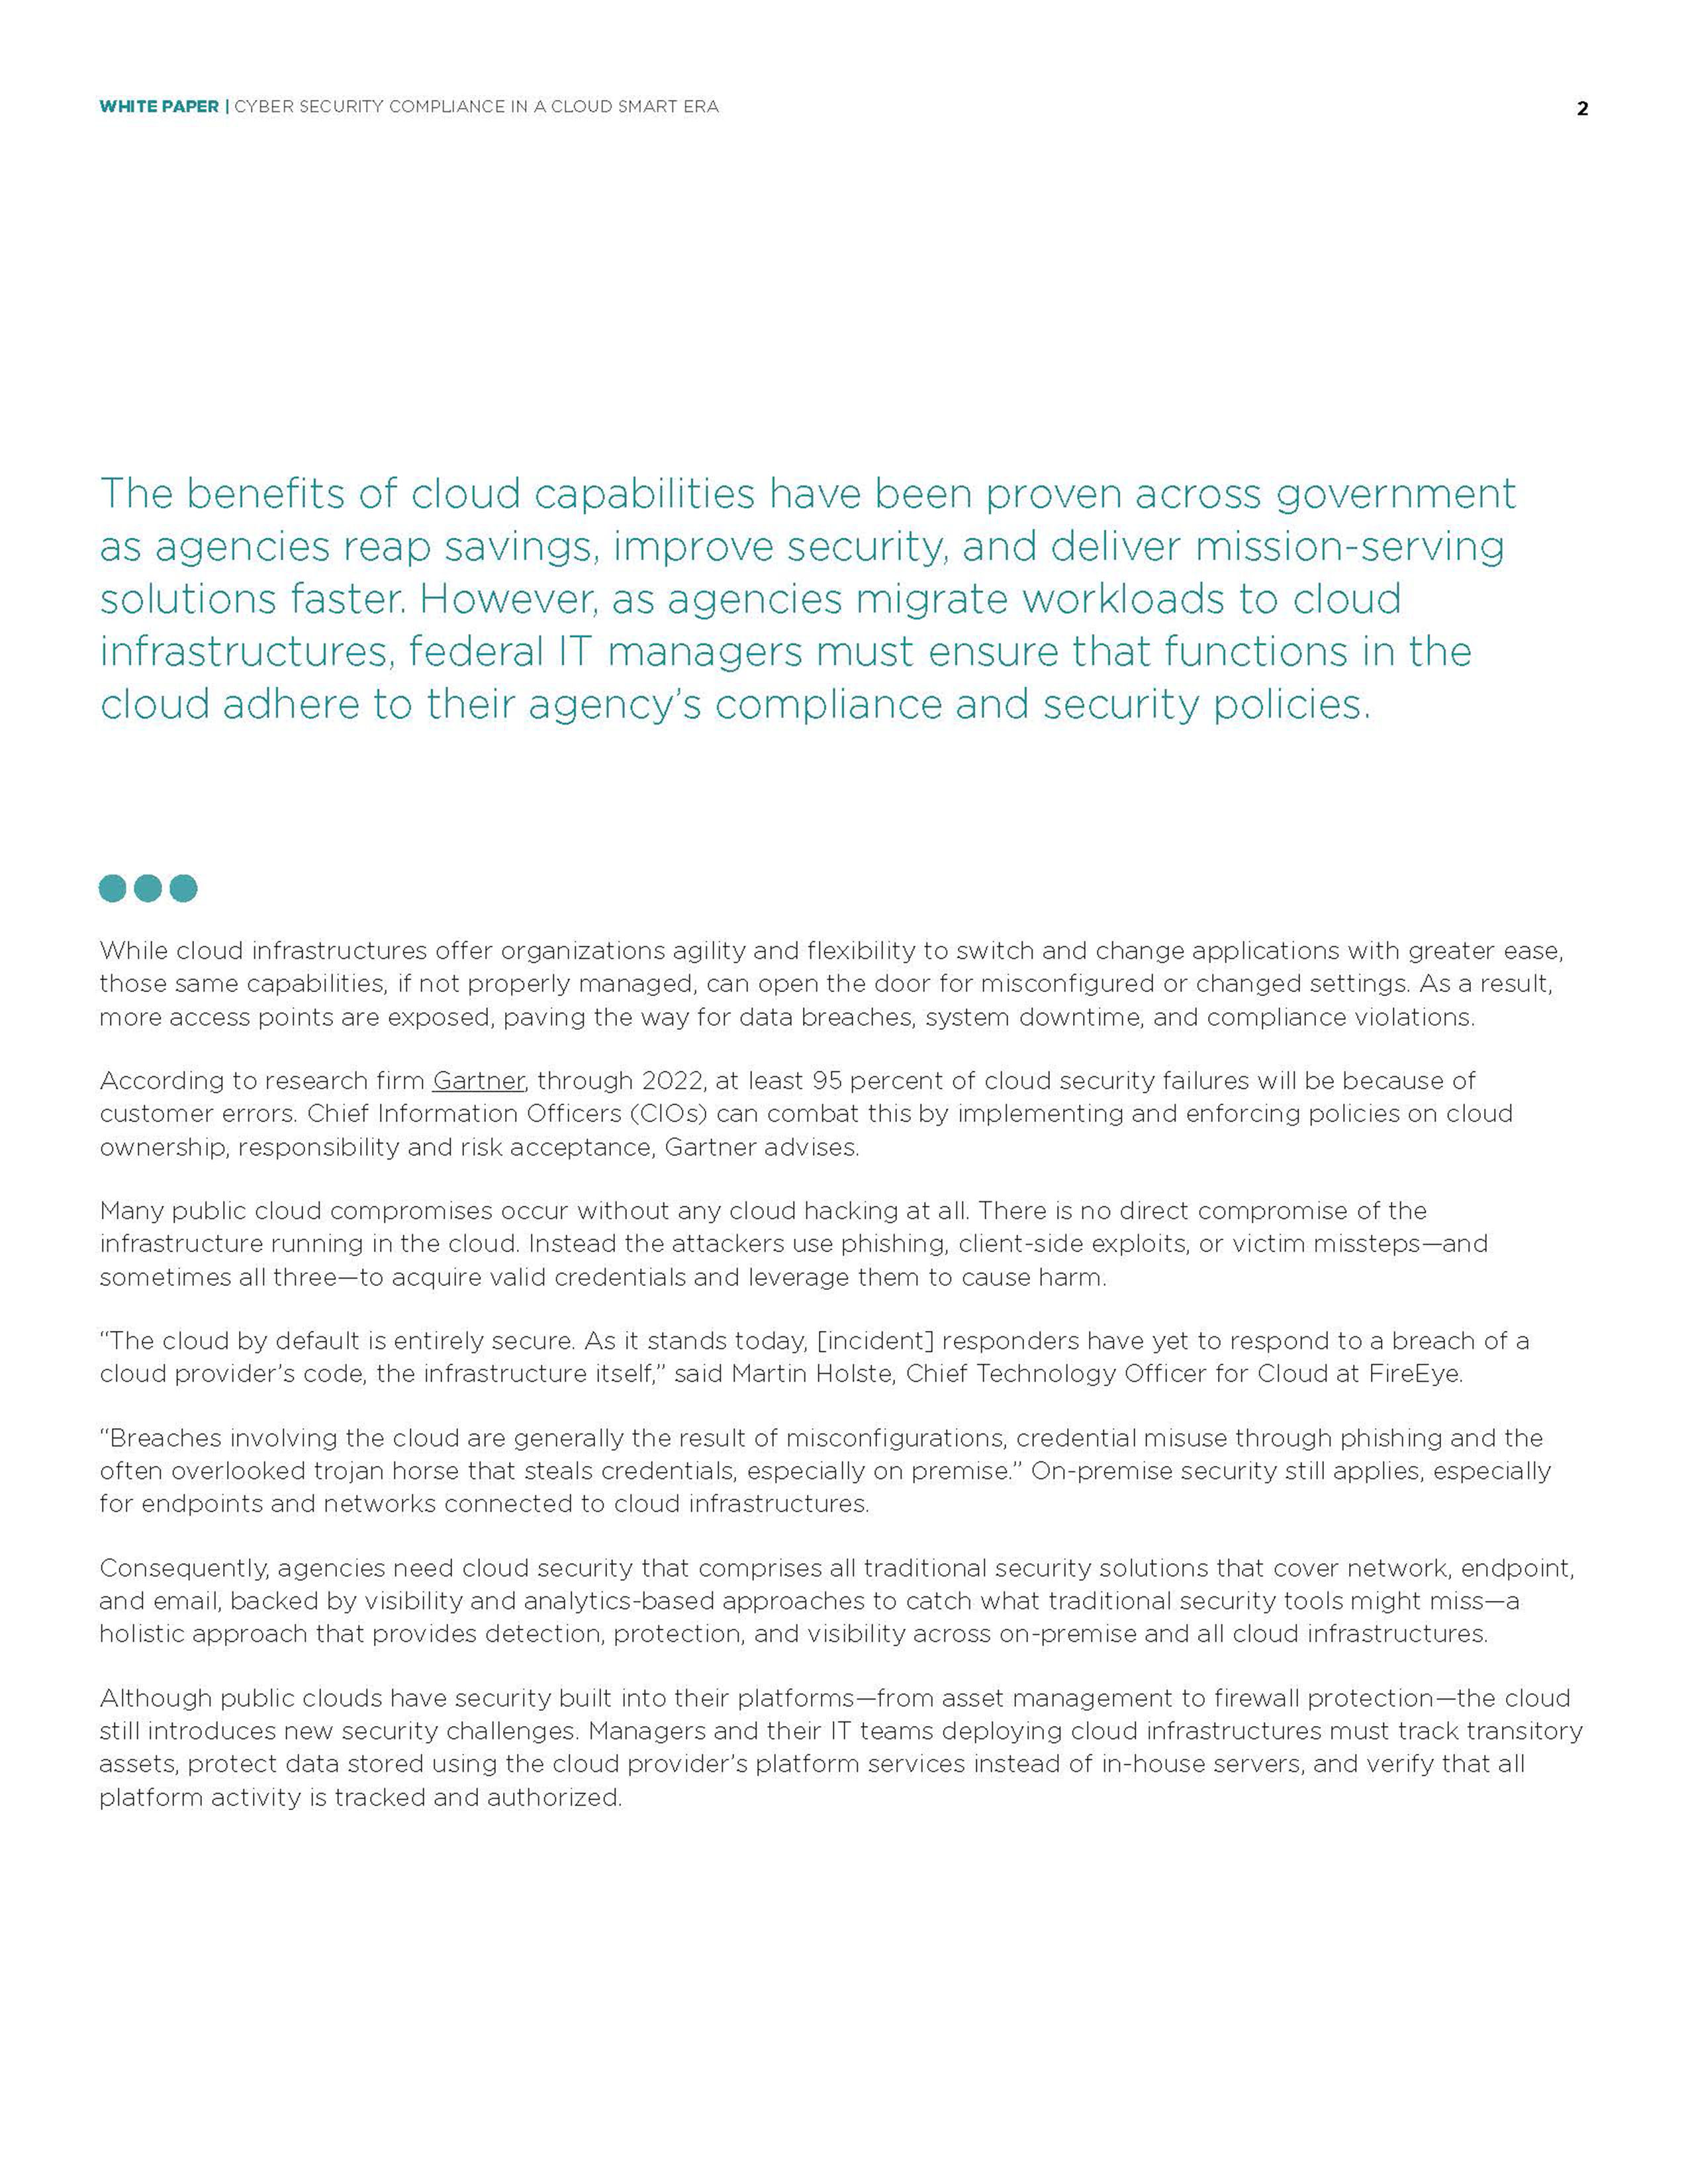 WHITE PAPER | CYBER SECURITY COMPLIANCE IN A CLOUD SMART ERA
2
The benefits of cloud capabilities have been proven across government
as agencies reap savings, improve security, and deliver mission-serving
solutions faster. However, as agencies migrate workloads to cloud
infrastructures, federal IT managers must ensure that functions in the
cloud adhere to their agency’s compliance and security policies.
While cloud infrastructures offer organizations agility and flexibility to switch and change applications with greater ease,
those same capabilities, if not properly managed, can open the door for misconfigured or changed settings. As a result,
more access points are exposed, paving the way for data breaches, system downtime, and compliance violations.
According to research firm Gartner, through 2022, at least 95 percent of cloud security failures will be because of
customer errors. Chief Information Officers (CIOs) can combat this by implementing and enforcing policies on cloud
ownership, responsibility and risk acceptance, Gartner advises.
Many public cloud compromises occur without any cloud hacking at all. There is no direct compromise of the
infrastructure running in the cloud. Instead the attackers use phishing, client-side exploits, or victim missteps—and
sometimes all three—to acquire valid credentials and leverage them to cause harm.
“The cloud by default is entirely secure. As it stands today, [incident] responders have yet to respond to a breach of a
cloud provider’s code, the infrastructure itself,” said Martin Holste, Chief Technology Officer for Cloud at FireEye.
“Breaches involving the cloud are generally the result of misconfigurations, credential misuse through phishing and the
often overlooked trojan horse that steals credentials, especially on premise.” On-premise security still applies, especially
for endpoints and networks connected to cloud infrastructures.
Consequently, agencies need cloud security that comprises all traditional security solutions that cover network, endpoint,
and email, backed by visibility and analytics-based approaches to catch what traditional security tools might miss—a
holistic approach that provides detection, protection, and visibility across on-premise and all cloud infrastructures.
Although public clouds have security built into their platforms—from asset management to firewall protection—the cloud
still introduces new security challenges. Managers and their IT teams deploying cloud infrastructures must track transitory
assets, protect data stored using the cloud provider’s platform services instead of in-house servers, and verify that all
platform activity is tracked and authorized.